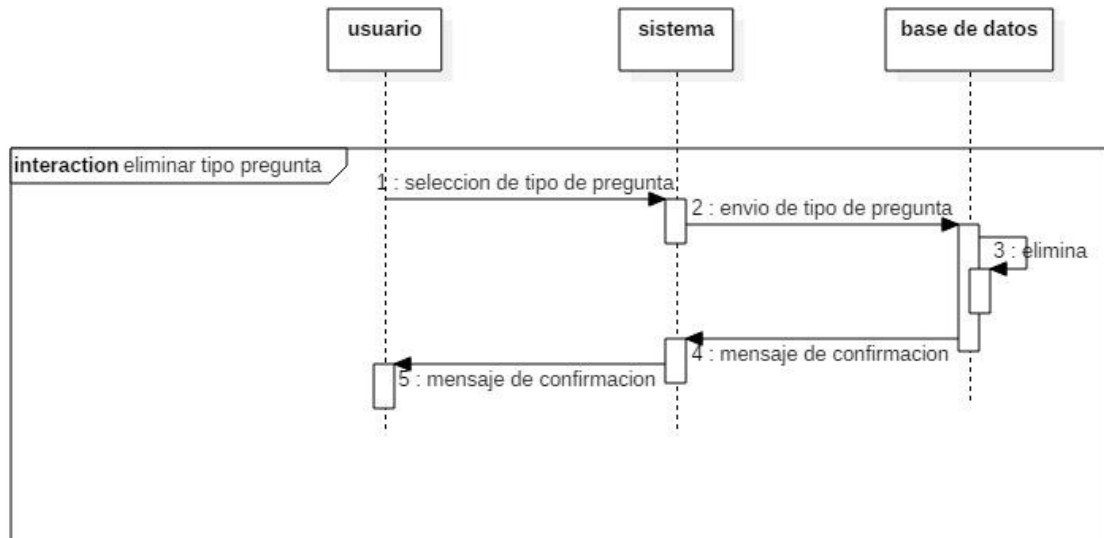 usuario
sistema
base de datos
interaction eliminar tipo pregunta
1 : seleccion de tipo de pregunta
2 : envio de tipo de pregunta
3 : elimina
4 : mensaje de confirmacion
5 : mensaje de confirmacion